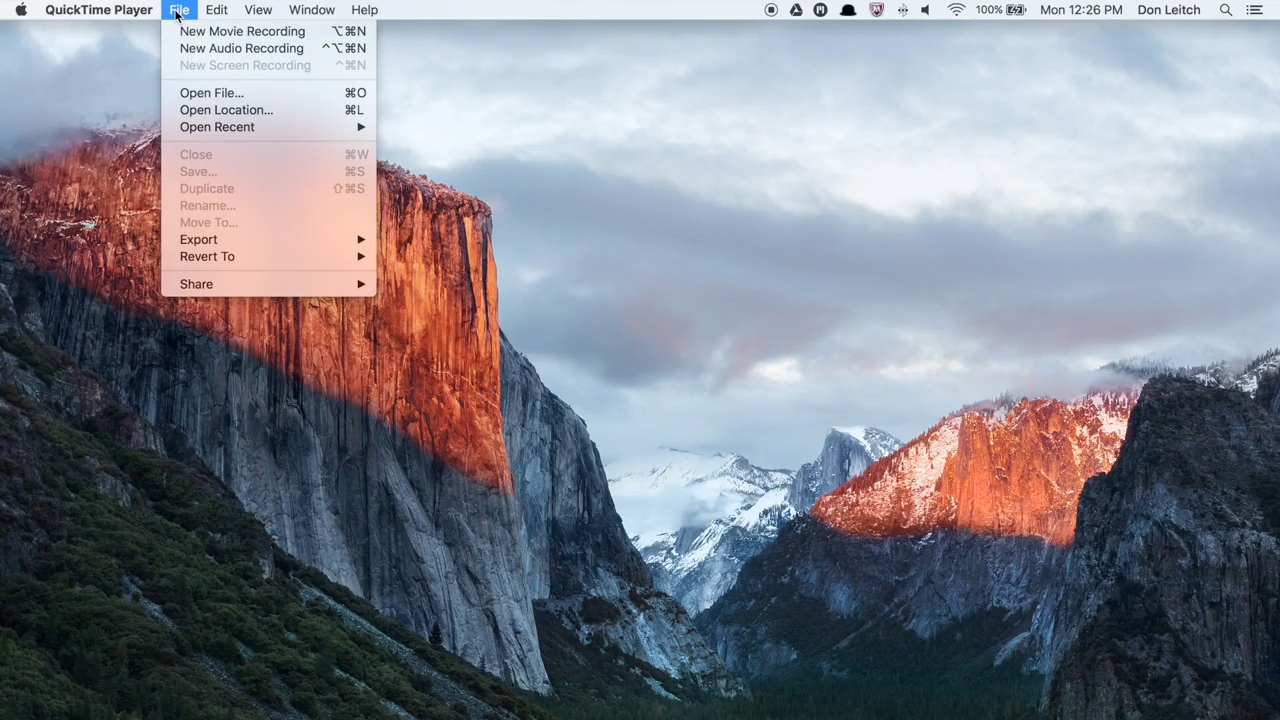 QuickTime Player File Edit View Window Help 100% Mon 12:26 PM Don Leitch
New Movie Recording ⌥⌘N
New Audio Recording ^⌥⌘N
New Screen Recording ^⌘N
Open File... ⌘O
Open Location... ⌘L
Open Recent ▶
Close ⌘W
Save... ⌘S
Duplicate ⇧⌘S
Rename...
Move To...
Export ▶
Revert To ▶
Share ▶